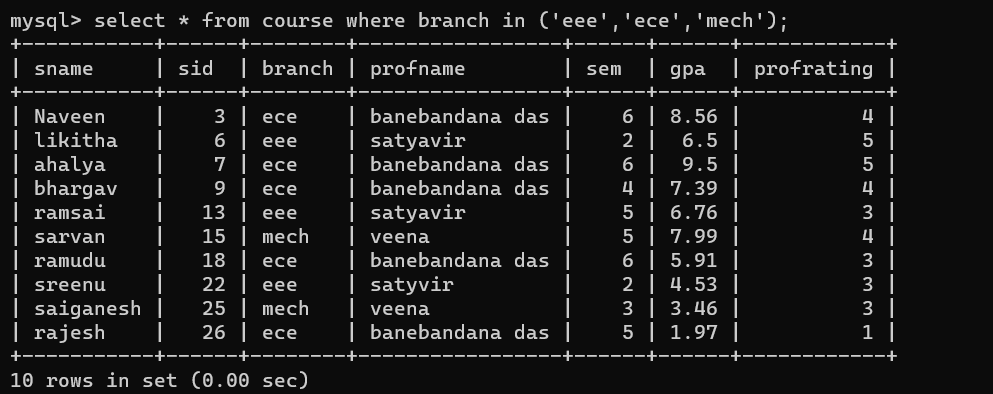 mysql> select * from course where branch in ('eee','ece','mech');
+-----------+------+--------+-----------------+------+------+------------+
| sname     | sid  | branch | profname        | sem  | gpa  | profrating |
+-----------+------+--------+-----------------+------+------+------------+
| Naveen    |    3 | ece    | banebandana das |    6 | 8.56 |          4 |
| likitha   |    6 | eee    | satyavir        |    2 |  6.5 |          5 |
| ahalya    |    7 | ece    | banebandana das |    6 |  9.5 |          5 |
| bhargav   |    9 | ece    | banebandana das |    4 | 7.39 |          4 |
| ramsai    |   13 | eee    | satyavir        |    5 | 6.76 |          3 |
| sarvan    |   15 | mech   | veena           |    5 | 7.99 |          4 |
| ramudu    |   18 | ece    | banebandana das |    6 | 5.91 |          3 |
| sreenu    |   22 | eee    | satyvir         |    2 | 4.53 |          3 |
| saiganesh |   25 | mech   | veena           |    3 | 3.46 |          3 |
| rajesh    |   26 | ece    | banebandana das |    5 | 1.97 |          1 |
+-----------+------+--------+-----------------+------+------+------------+
10 rows in set (0.00 sec)